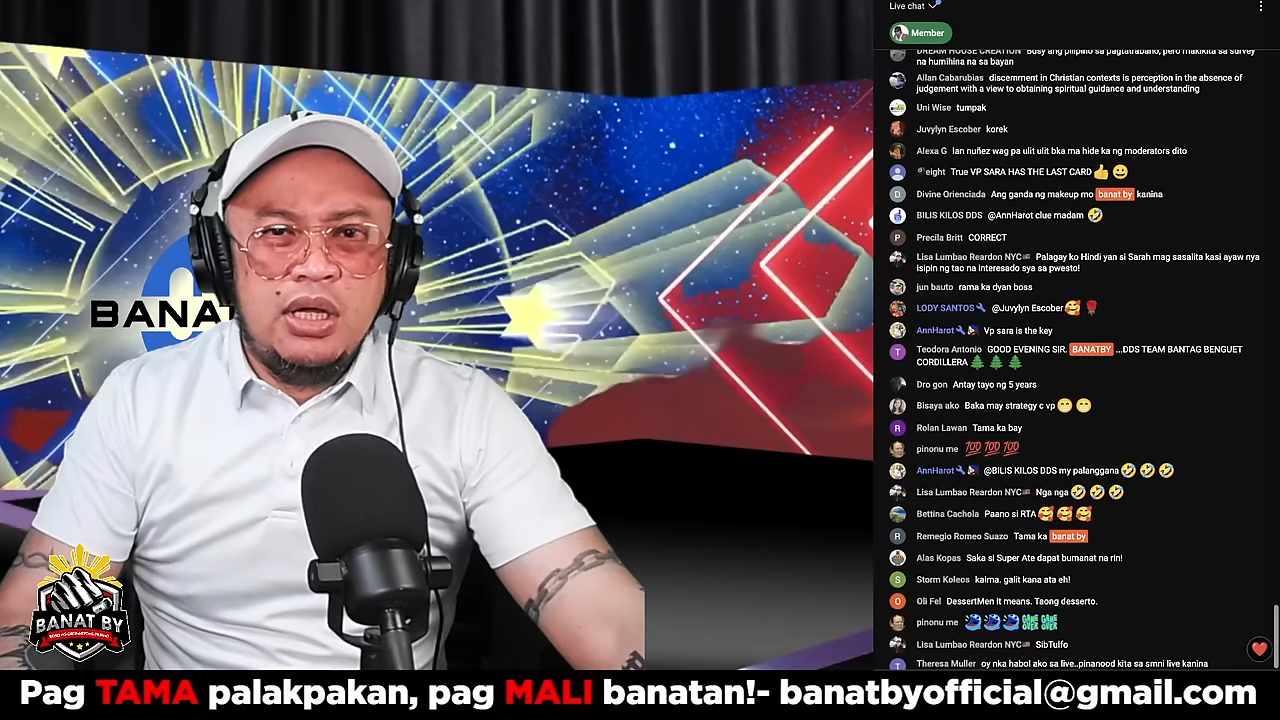 Live chat
Member
DREAM HOUSE CREATION Busy ang pilipino sa pagtatrabaho, pero makikita sa survey
na humihina na sa bayan
Allan Cabarubias discernment in Christian contexts is perception in the absence of
judgement with a view to obtaining spiritual guidance and understanding
Uni Wise tumpak
Juvylyn Escober korek
Alexa G Ian nuñez wag pa ulit ulit bka ma hide ka ng moderators dito
eight True VP SARA HAS THE LAST CARD 👍 😀
D Divine Orienciada Ang ganda ng makeup mo banat by kanina
BILIS KILOS DDS @AnnHarot clue madam 🤣
P Precila Britt CORRECT
Lisa Lumbao Reardon NYC🇺🇸 Palagay ko Hindi yan si Sarah mag sasalita kasi ayaw nya
isipin ng tao na Interesado sya sa pwesto!
jun bauto rama ka dyan boss
LODY SANTOS @Juvylyn Escober 🥰 🌹
AnnHarot Vp sara is the key
T Teodora Antonio GOOD EVENING SIR. BANATBY ...DDS TEAM BANTAG BENGUET
CORDILLERA 🌲 🌲 🌲
Dro gon Antay tayo ng 5 years
Bisaya ako Baka may strategy c vp 😁 😁
R Rolan Lawan Tama ka bay
pinonu me 💯 💯 💯
AnnHarot @BILIS KILOS DDS my palanggana 🤣 🤣 🤣
Lisa Lumbao Reardon NYC🇺🇸 Nga nga 🤣 🤣 🤣
Bettina Cachola Paano si RTA 🥰 🥰 🥰
R Remegio Romeo Suazo Tama ka banat by
Alas Kopas Saka si Super Ate dapat bumanat na rin!
S Storm Koleos kalma. galit kana ata eh!
O Oli Fel DessertMen it means. Taong desserto.
pinonu me GAME OVER GAME OVER
Lisa Lumbao Reardon NYC🇺🇸 SibTulfo
T Theresa Muller oy nka habol ako sa live..pinanood kita sa smni live kanina
BANAT
BANAT BY
Pag TAMA palakpakan, pag MALI banatan!- banatbyofficial@gmail.com